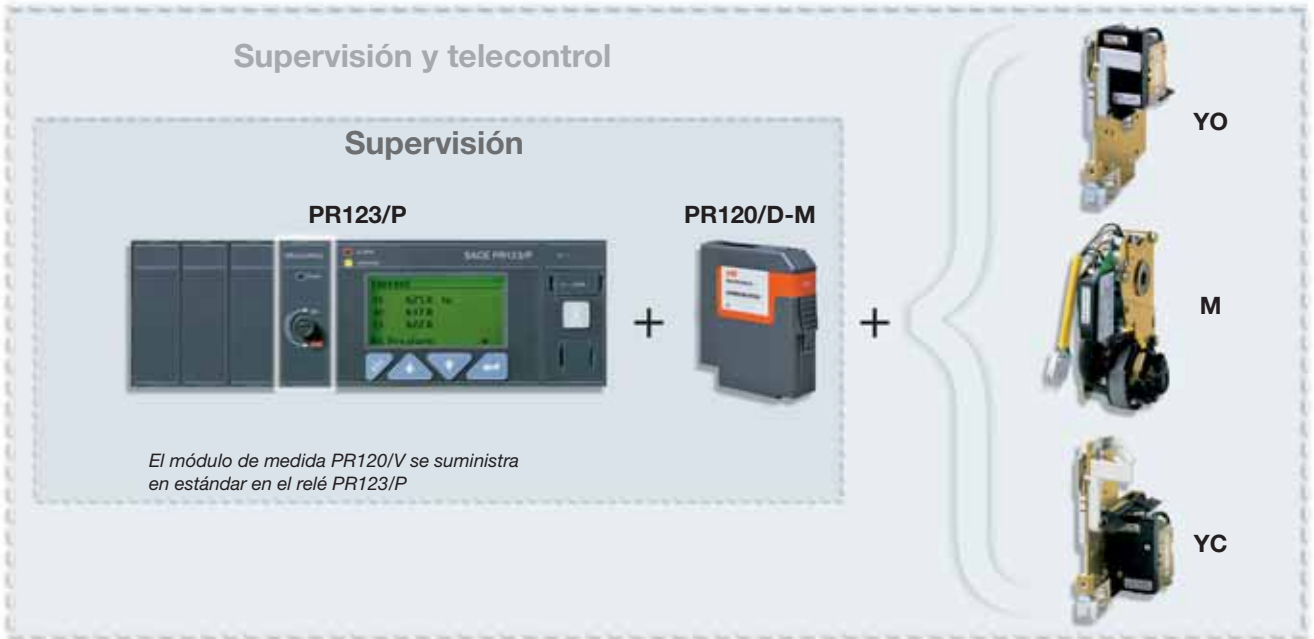 Supervisión y telecontrol
Supervisión
PR123/P
PR120/D-M
SACE PR123/P
+
+
YO
M
YC
El módulo de medida PR120/V se suministra
en estándar en el relé PR123/P